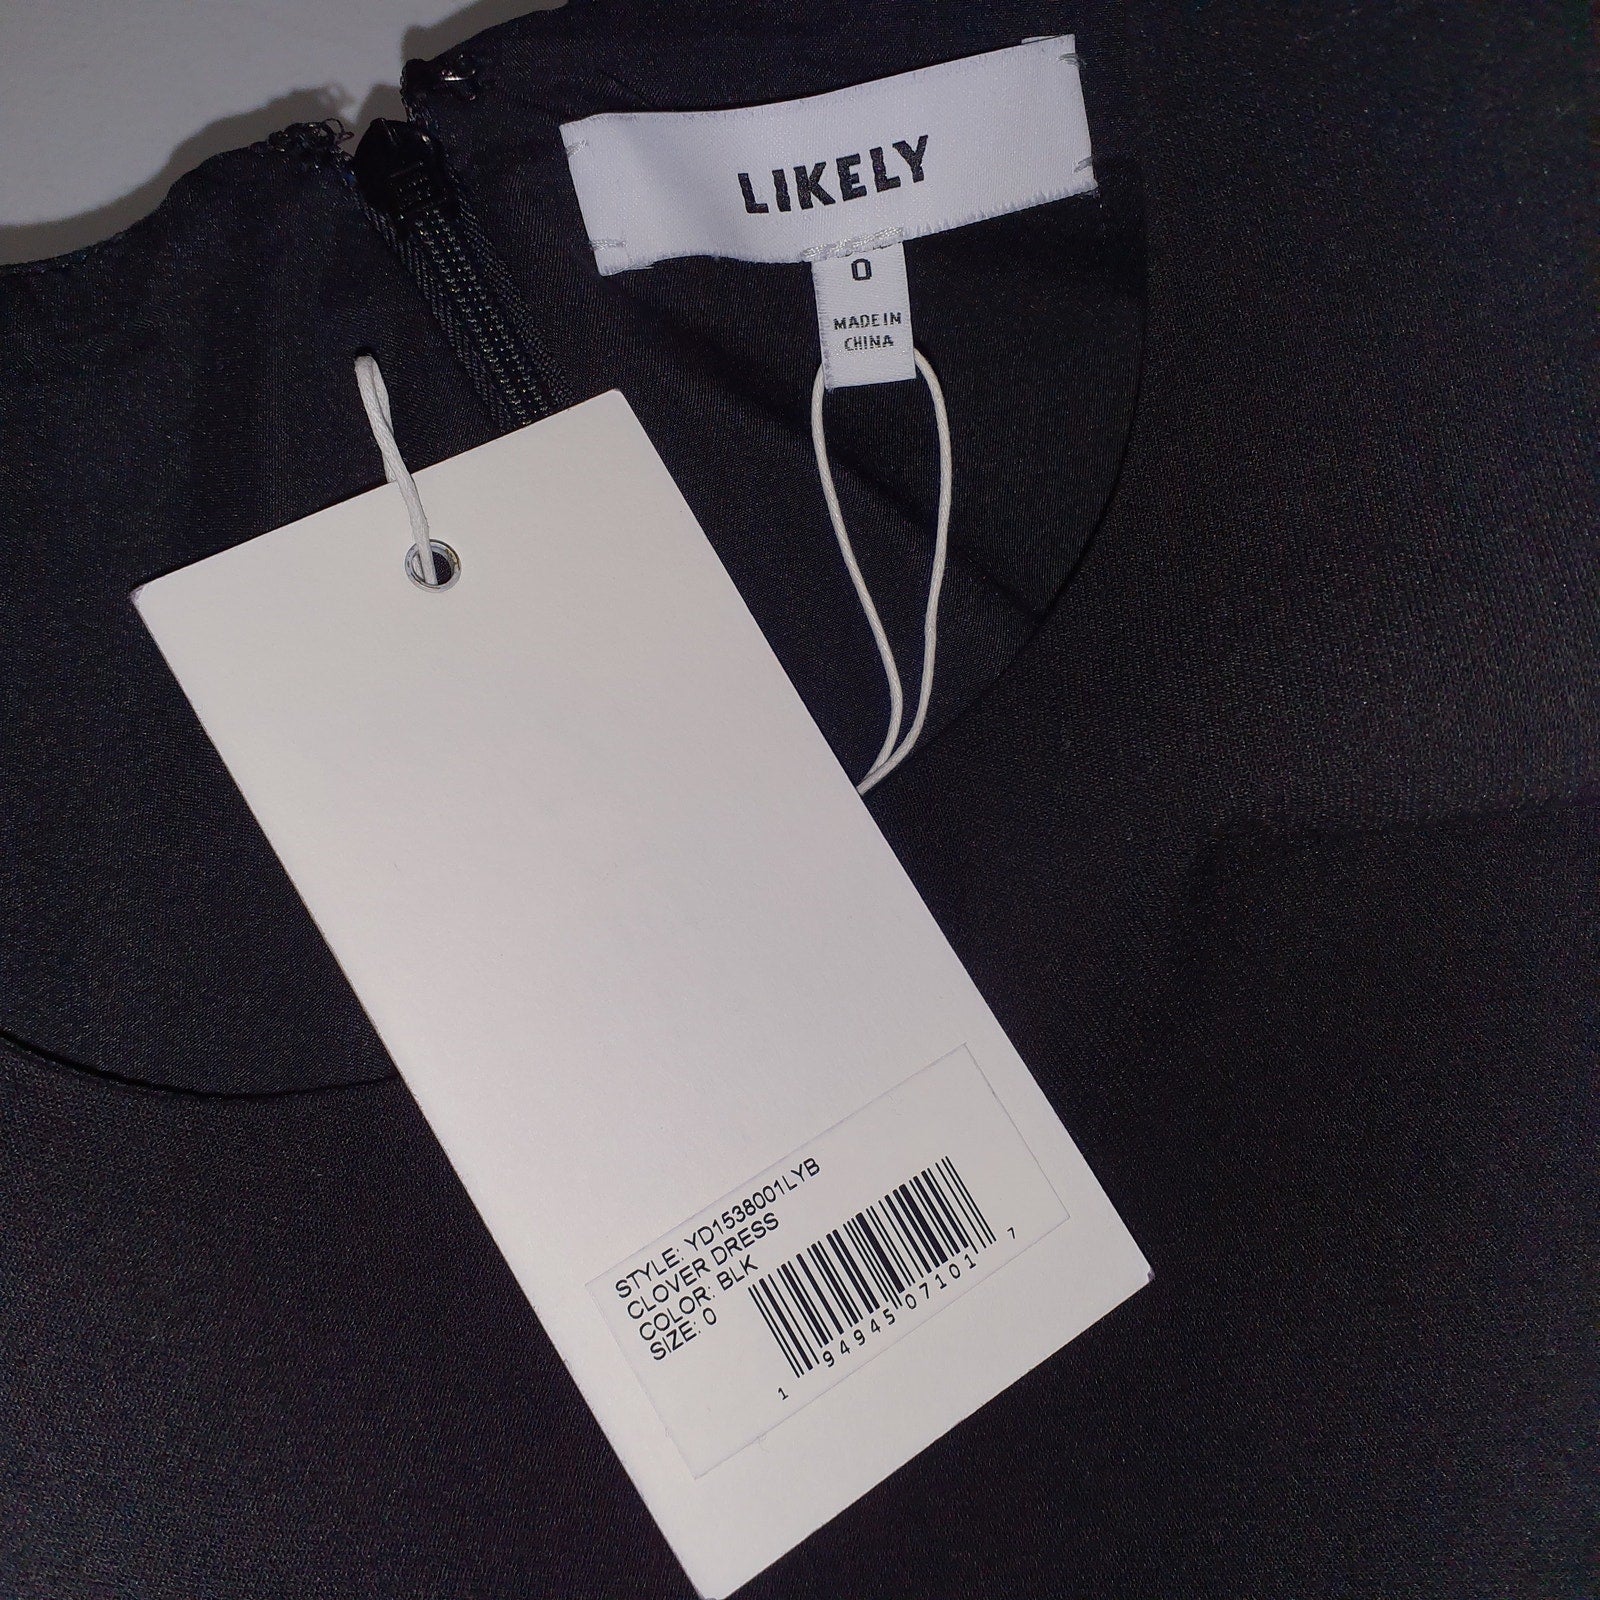 LIKELY
0
MADE IN
CHINA
STYLE: YD1538001LYB
CLOVER DRESS
COLOR: BLK
SIZE: 0
1 94945 07101 7